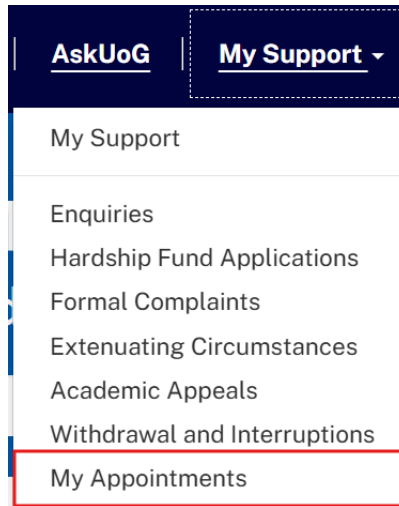 AskUoG My Support
My Support
Enquiries
Hardship Fund Applications
Formal Complaints
Extenuating Circumstances
Academic Appeals
Withdrawal and Interruptions
My Appointments